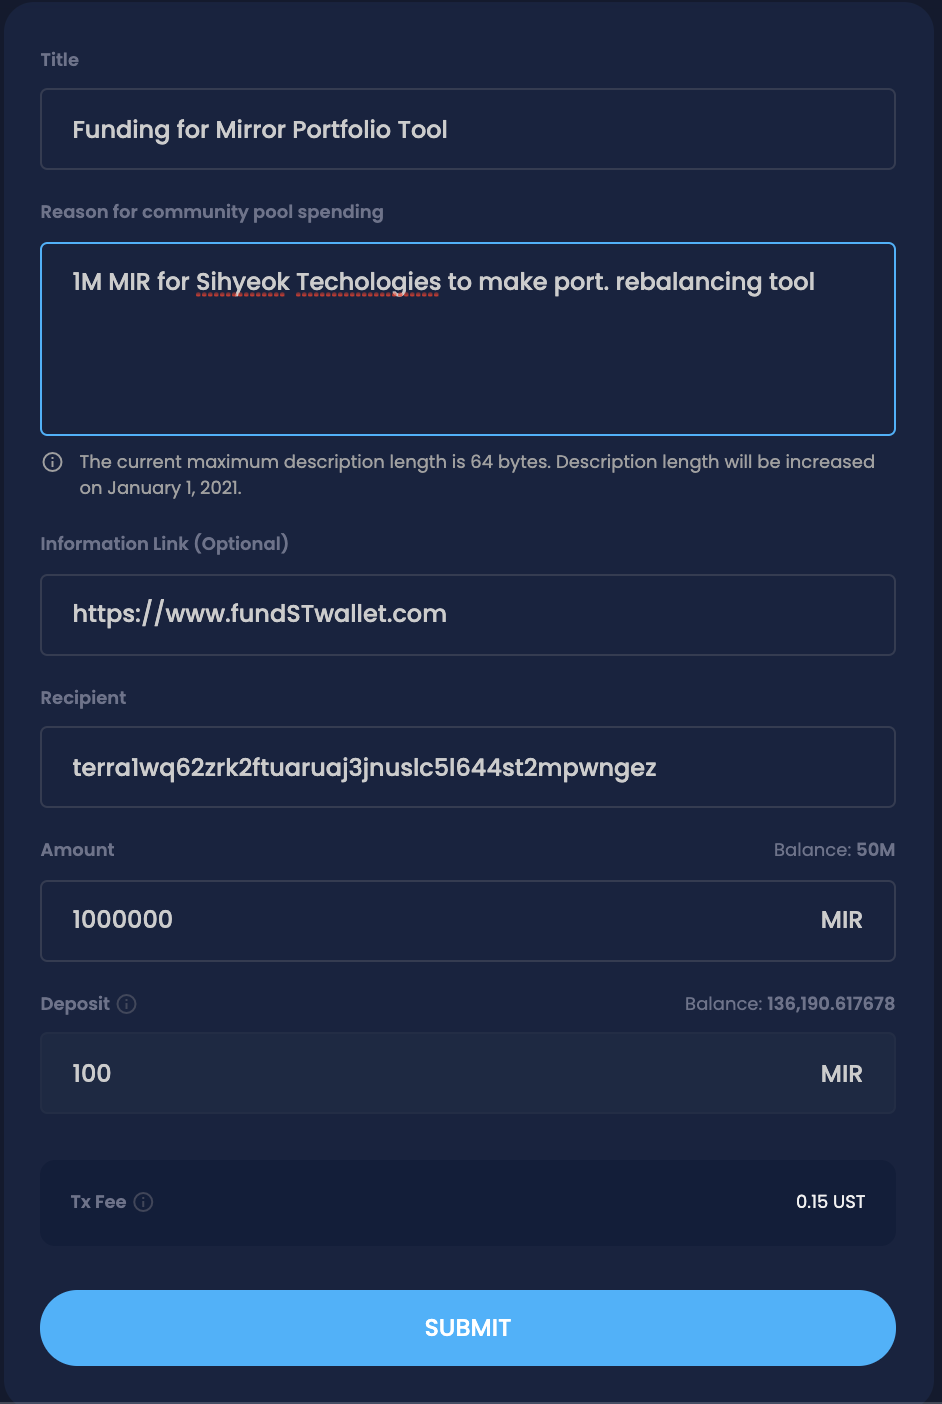 Title
Funding for Mirror Portfolio Tool
Reason for community pool spending
1M MIR for Sihyeok Techologies to make port. rebalancing tool
The current maximum description length is 64 bytes. Description length will be increased
on January 1, 2021.
Information Link (Optional)
https://www.fundSTwallet.com
Recipient
terra1wq62zrk2ftuaruaj3jnuslc5l644st2mpwngez
Amount Balance: 50M
1000000 MIR
Deposit Balance: 136,190.617678
100 MIR
Tx Fee 0.15 UST
SUBMIT